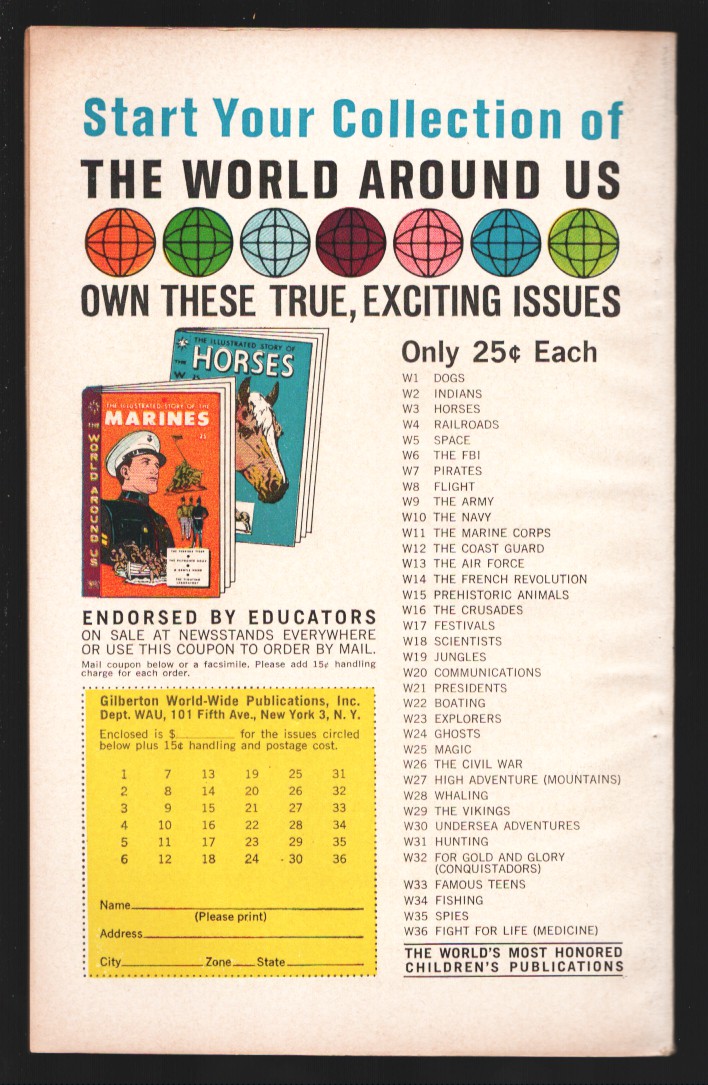 Start Your Collection of
THE WORLD AROUND US
OWN THESE TRUE, EXCITING ISSUES
THE ILLUSTRATED STORY OF
HORSES
THE
W
THE ILLUSTRATED STORY OF THE
MARINES
25¢
THE WORLD AROUND US
ENDORSED BY EDUCATORS
ON SALE AT NEWSSTANDS EVERYWHERE
OR USE THIS COUPON TO ORDER BY MAIL.
Mail coupon below or a facsimile. Please add 15¢ handling
charge for each order.
Gilberton World-Wide Publications, Inc.
Dept. WAU, 101 Fifth Ave., New York 3, N. Y.
Enclosed is $ for the issues circled
below plus 15¢ handling and postage cost.
1 7 13 19 25 31
2 8 14 20 26 32
3 9 15 21 27 33
4 10 16 22 28 34
5 11 17 23 29 35
6 12 18 24 30 36
Name
(Please print)
Address
City Zone State
Only 25¢ Each
W1 DOGS
W2 INDIANS
W3 HORSES
W4 RAILROADS
W5 SPACE
W6 THE FBI
W7 PIRATES
W8 FLIGHT
W9 THE ARMY
W10 THE NAVY
W11 THE MARINE CORPS
W12 THE COAST GUARD
W13 THE AIR FORCE
W14 THE FRENCH REVOLUTION
W15 PREHISTORIC ANIMALS
W16 THE CRUSADES
W17 FESTIVALS
W18 SCIENTISTS
W19 JUNGLES
W20 COMMUNICATIONS
W21 PRESIDENTS
W22 BOATING
W23 EXPLORERS
W24 GHOSTS
W25 MAGIC
W26 THE CIVIL WAR
W27 HIGH ADVENTURE (MOUNTAINS)
W28 WHALING
W29 THE VIKINGS
W30 UNDERSEA ADVENTURES
W31 HUNTING
W32 FOR GOLD AND GLORY
(CONQUISTADORS)
W33 FAMOUS TEENS
W34 FISHING
W35 SPIES
W36 FIGHT FOR LIFE (MEDICINE)
THE WORLD'S MOST HONORED
CHILDREN'S PUBLICATIONS